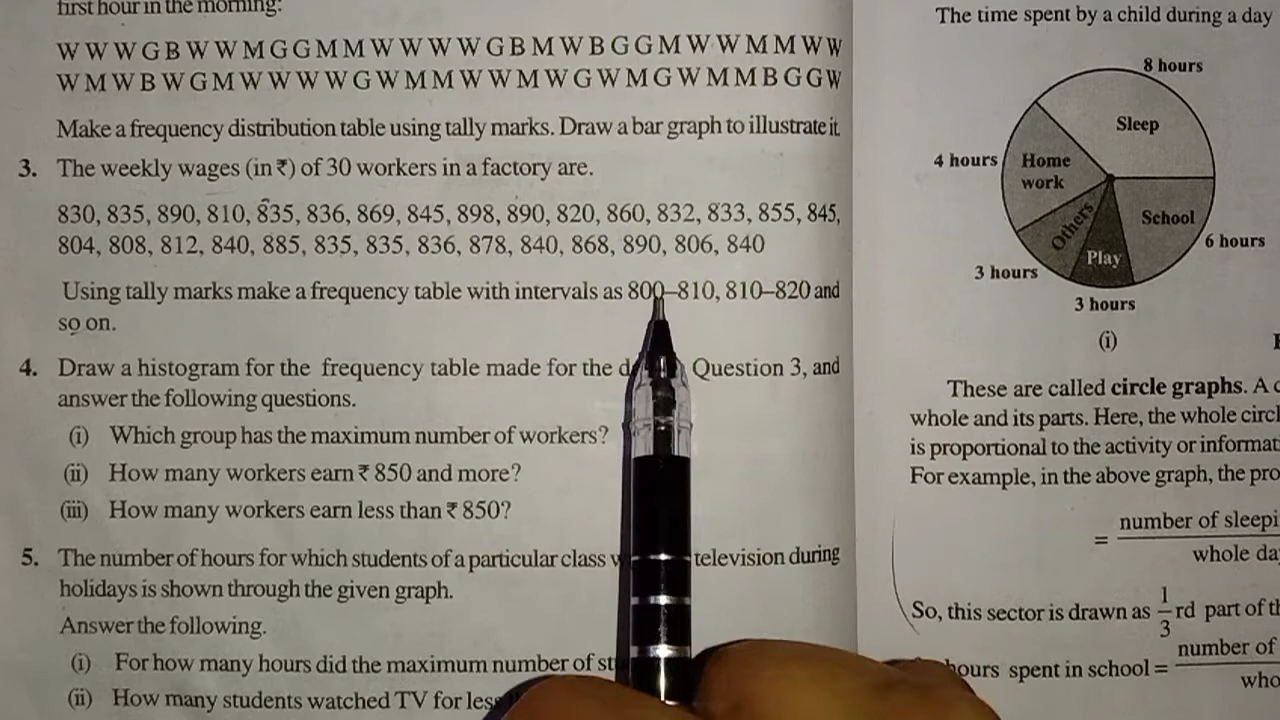 first hour in the morning:
W W W G B W W M G G M M W W W W G B M W B G G M W W M M W W
W M W B W G M W W W W G W M M W W M W G W M G W M M B G G W
Make a frequency distribution table using tally marks. Draw a bar graph to illustrate it.
3. The weekly wages (in ₹) of 30 workers in a factory are.
830, 835, 890, 810, 835, 836, 869, 845, 898, 890, 820, 860, 832, 833, 855, 845,
804, 808, 812, 840, 885, 835, 835, 836, 878, 840, 868, 890, 806, 840
Using tally marks make a frequency table with intervals as 800–810, 810–820 and
so on.
4. Draw a histogram for the frequency table made for the Question 3, and
answer the following questions.
(i) Which group has the maximum number of workers?
(ii) How many workers earn ₹ 850 and more?
(iii) How many workers earn less than ₹ 850?
5. The number of hours for which students of a particular class television during
holidays is shown through the given graph.
Answer the following.
(i) For how many hours did the maximum number of
(ii) How many students watched TV for
The time spent by a child during a day
8 hours
Sleep
4 hours
Home
work
School
6 hours
Others
Play
3 hours
3 hours
(i)
These are called circle graphs. A
whole and its parts. Here, the whole
is proportional to the activity or
For example, in the above graph, the
number of
=
whole
So, this sector is drawn as 1/3 rd part of
number of
hours spent in school =